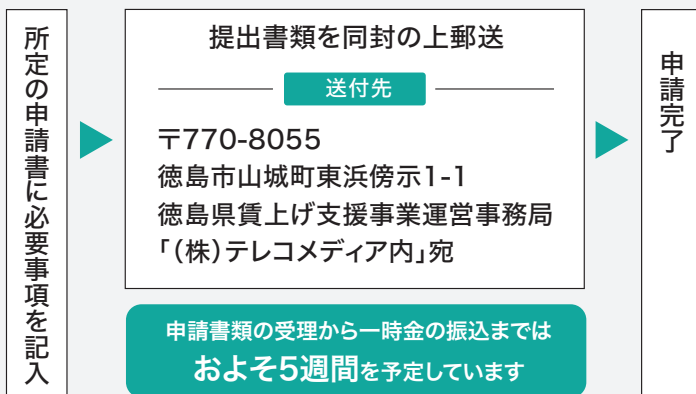 所定の申請書に必要事項を記入
提出書類を同封の上郵送
送付先
〒770-8055
徳島市山城町東浜傍示1-1
徳島県賃上げ支援事業運営事務局
「(株)テレコメディア内」宛
申請書類の受理から一時金の振込までは
およそ5週間を予定しています
申請完了